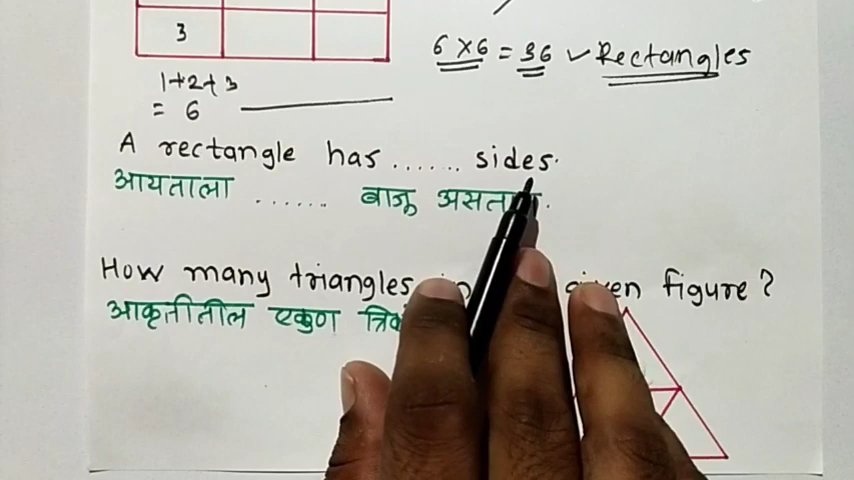 3
6 × 6 = 36 ✓ Rectangles
1+2+3
= 6
A rectangle has ....... sides.
आयताला ...... बाजू
How many triangles given figure?
आकृतीतील एकुण